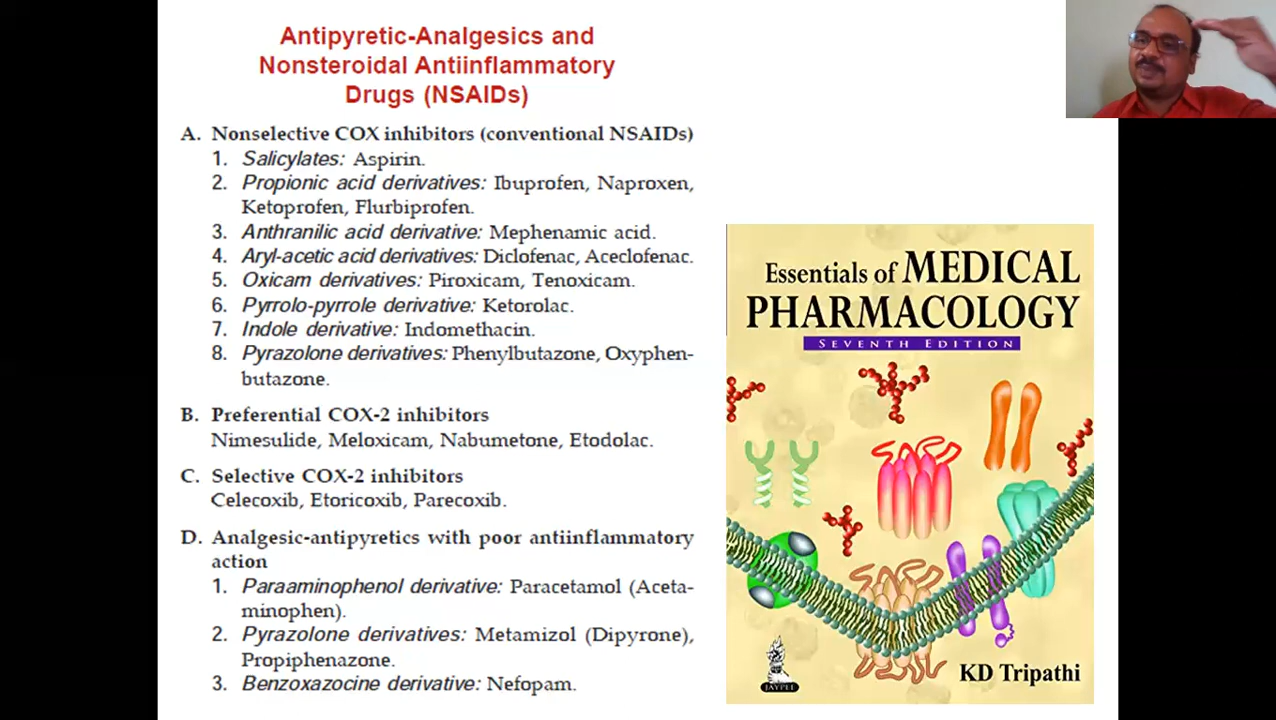 Antipyretic-Analgesics and
Nonsteroidal Antiinflammatory
Drugs (NSAIDs)
A. Nonselective COX inhibitors (conventional NSAIDs)
1. Salicylates: Aspirin.
2. Propionic acid derivatives: Ibuprofen, Naproxen,
Ketoprofen, Flurbiprofen.
3. Anthranilic acid derivative: Mephenamic acid.
4. Aryl-acetic acid derivatives: Diclofenac, Aceclofenac.
5. Oxicam derivatives: Piroxicam, Tenoxicam.
6. Pyrrolo-pyrrole derivative: Ketorolac.
7. Indole derivative: Indomethacin.
8. Pyrazolone derivatives: Phenylbutazone, Oxyphen-
butazone.
B. Preferential COX-2 inhibitors
Nimesulide, Meloxicam, Nabumetone, Etodolac.
C. Selective COX-2 inhibitors
Celecoxib, Etoricoxib, Parecoxib.
D. Analgesic-antipyretics with poor antiinflammatory
action
1. Paraaminophenol derivative: Paracetamol (Aceta-
minophen).
2. Pyrazolone derivatives: Metamizol (Dipyrone),
Propiphenazone.
3. Benzoxazocine derivative: Nefopam.
Essentials of MEDICAL
PHARMACOLOGY
SEVENTH EDITION
JAYPEE
KD Tripathi